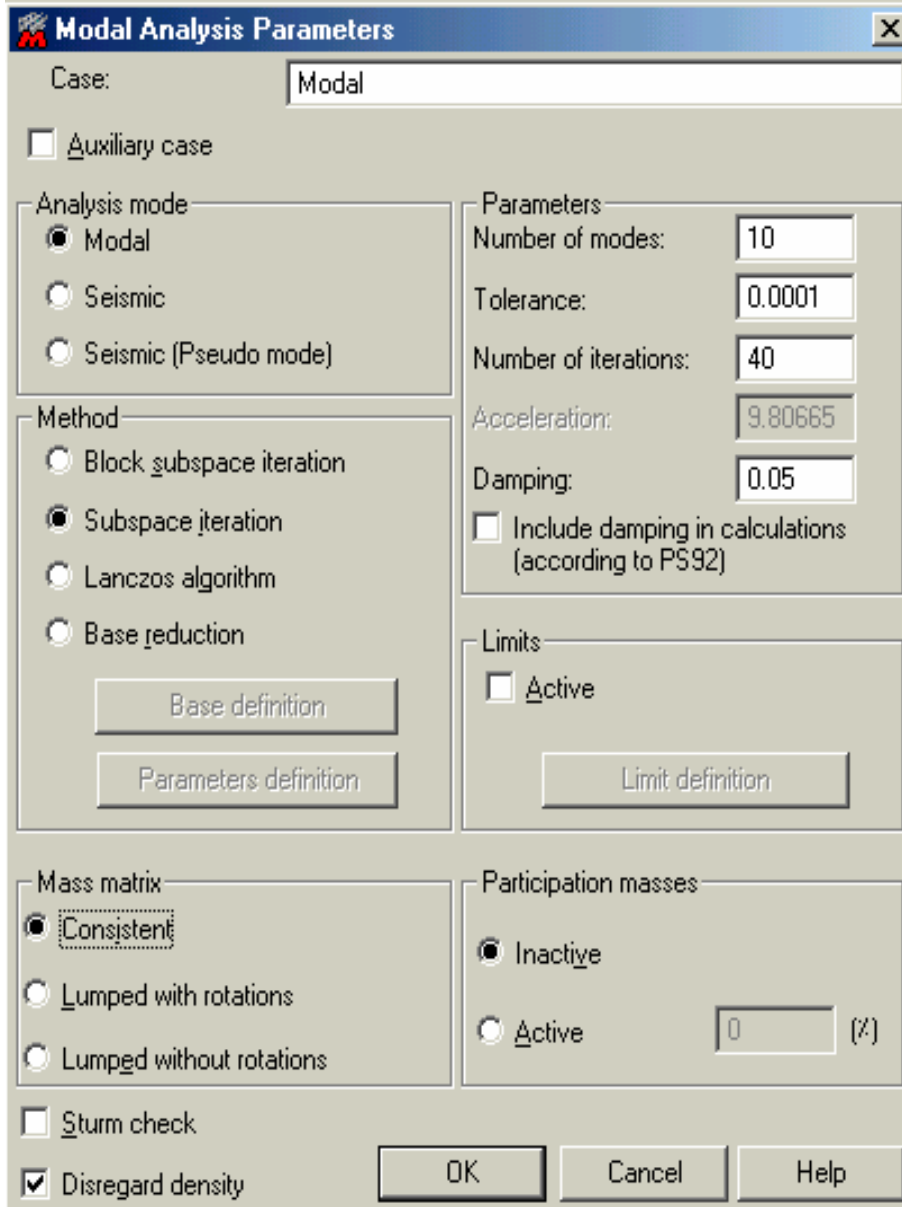 Modal Analysis Parameters
Case:
Modal
Auxiliary case
Analysis mode
Modal
Seismic
Seismic (Pseudo mode)
Method
Block subspace iteration
Subspace iteration
Lanczos algorithm
Base reduction
Base definition
Parameters definition
Parameters
Number of modes: 10
Tolerance: 0.0001
Number of iterations: 40
Acceleration: 9.80665
Damping: 0.05
Include damping in calculations
(according to PS92)
Limits
Active
Limit definition
Mass matrix
Consistent
Lumped with rotations
Lumped without rotations
Participation masses
Inactive
Active 0 (%)
Sturm check
Disregard density
OK
Cancel
Help